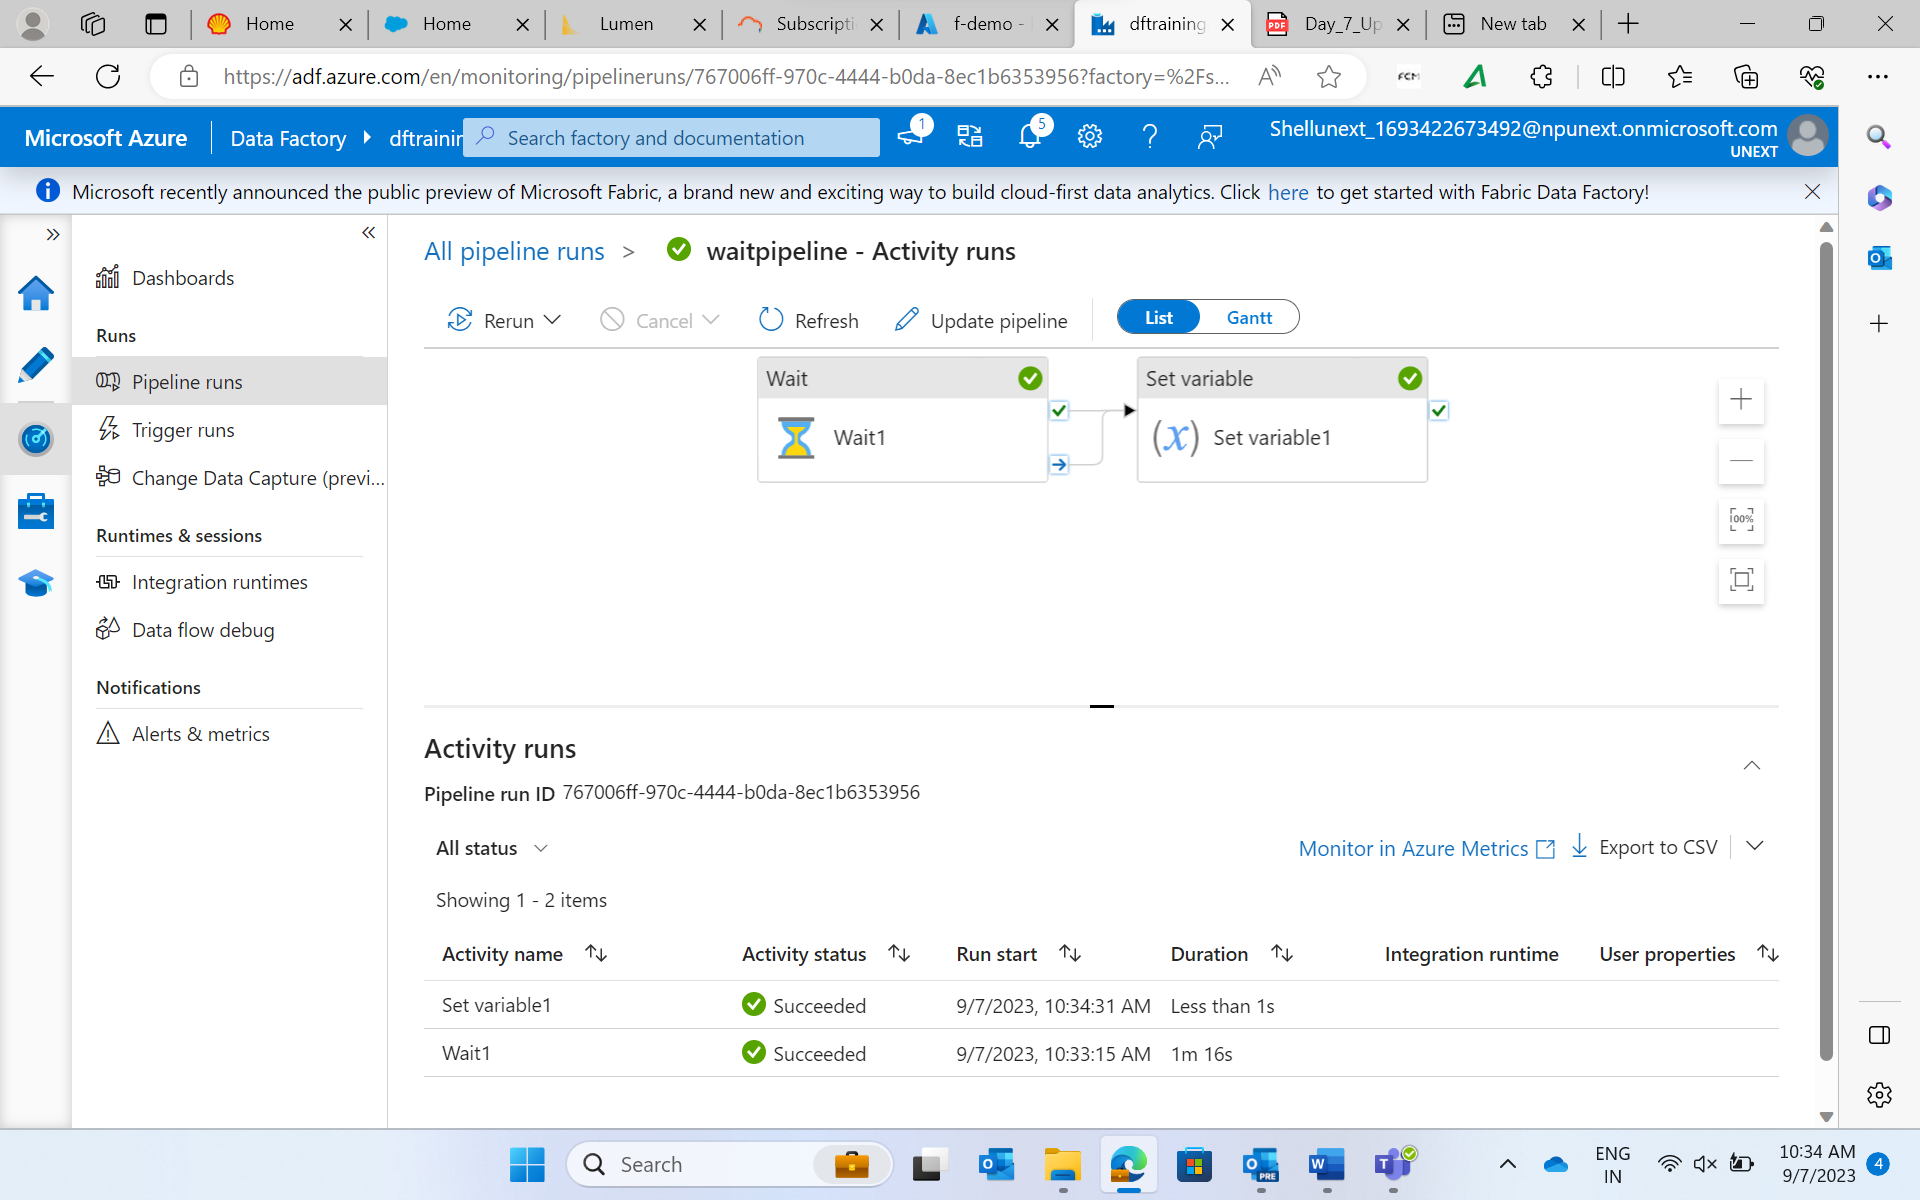 Home
Home
Lumen
Subscripti
f-demo -
dftraining
Day_7_Up
New tab
https://adf.azure.com/en/monitoring/pipelineruns/767006ff-970c-4444-b0da-8ec1b6353956?factory=%2Fs...
FCM
Microsoft Azure
Data Factory
dftrainin
Search factory and documentation
1
5
Shellunext_1693422673492@npunext.onmicrosoft.com
UNEXT
Microsoft recently announced the public preview of Microsoft Fabric, a brand new and exciting way to build cloud-first data analytics. Click here to get started with Fabric Data Factory!
Dashboards
Runs
Pipeline runs
Trigger runs
Change Data Capture (previ...
Runtimes & sessions
Integration runtimes
Data flow debug
Notifications
Alerts & metrics
All pipeline runs > waitpipeline - Activity runs
Rerun
Cancel
Refresh
Update pipeline
List
Gantt
Wait
Wait1
Set variable
(x) Set variable1
100%
Activity runs
Pipeline run ID 767006ff-970c-4444-b0da-8ec1b6353956
All status
Monitor in Azure Metrics
Export to CSV
Showing 1 - 2 items
Activity name Activity status Run start Duration Integration runtime User properties
Set variable1 Succeeded 9/7/2023, 10:34:31 AM Less than 1s
Wait1 Succeeded 9/7/2023, 10:33:15 AM 1m 16s
Search
ENG
IN
10:34 AM
9/7/2023
4